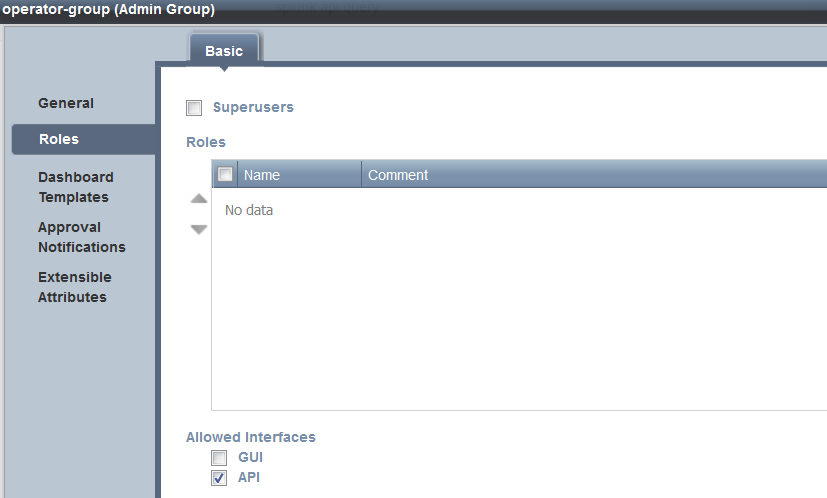 operator-group (Admin Group)
Basic
General
Roles
Dashboard
Templates
Approval
Notifications
Extensible
Attributes
Superusers
Roles
Name Comment
No data
Allowed Interfaces
GUI
API